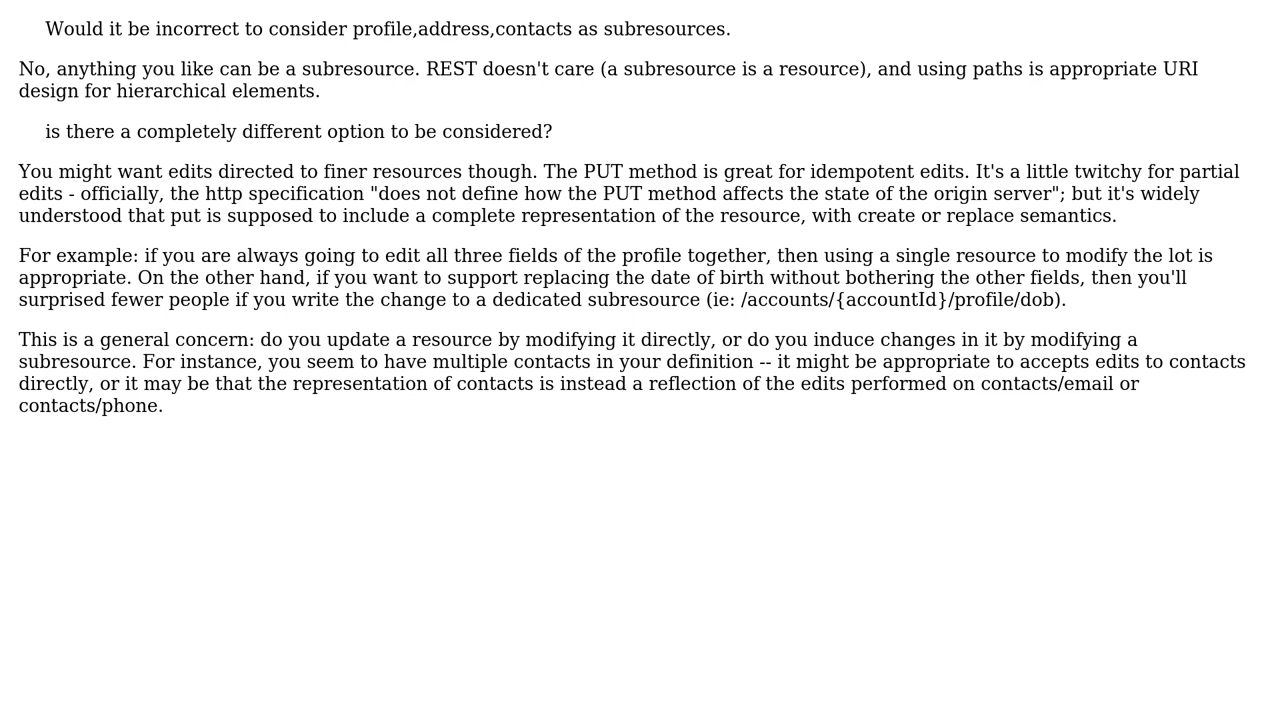 Would it be incorrect to consider profile,address,contacts as subresources.
No, anything you like can be a subresource. REST doesn't care (a subresource is a resource), and using paths is appropriate URI
design for hierarchical elements.
is there a completely different option to be considered?
You might want edits directed to finer resources though. The PUT method is great for idempotent edits. It's a little twitchy for partial
edits - officially, the http specification "does not define how the PUT method affects the state of the origin server"; but it's widely
understood that put is supposed to include a complete representation of the resource, with create or replace semantics.
For example: if you are always going to edit all three fields of the profile together, then using a single resource to modify the lot is
appropriate. On the other hand, if you want to support replacing the date of birth without bothering the other fields, then you'll
surprised fewer people if you write the change to a dedicated subresource (ie: /accounts/{accountId}/profile/dob).
This is a general concern: do you update a resource by modifying it directly, or do you induce changes in it by modifying a
subresource. For instance, you seem to have multiple contacts in your definition -- it might be appropriate to accepts edits to contacts
directly, or it may be that the representation of contacts is instead a reflection of the edits performed on contacts/email or
contacts/phone.